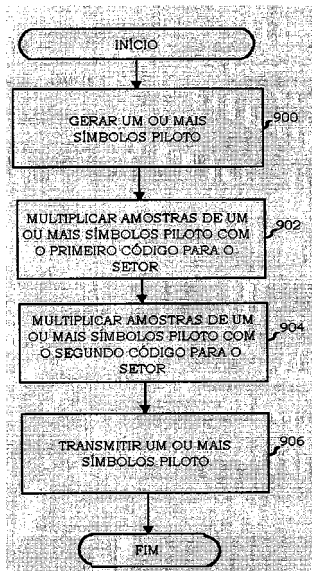 INÍCIO
GERAR UM OU MAIS
SÍMBOLOS PILOTO
900
MULTIPLICAR AMOSTRAS DE UM
OU MAIS SÍMBOLOS PILOTO COM
O PRIMEIRO CÓDIGO PARA O
SETOR
902
MULTIPLICAR AMOSTRAS DE UM
OU MAIS SÍMBOLOS PILOTO COM
O SEGUNDO CÓDIGO PARA O
SETOR
904
TRANSMITIR UM OU MAIS
SÍMBOLOS PILOTO
906
FIM